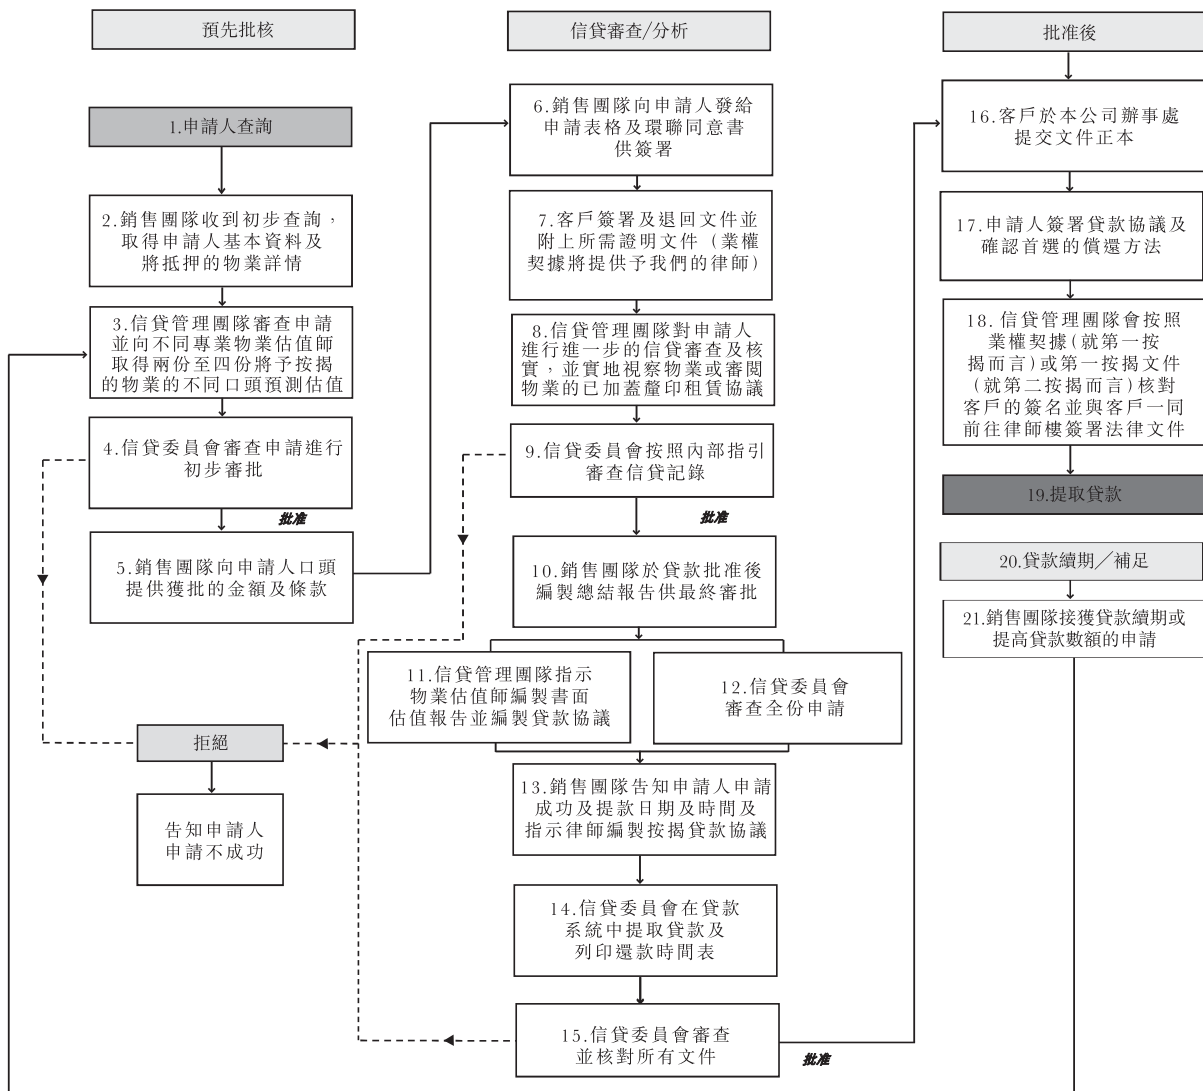 預先批核
1.申請人查詢
2.銷售團隊收到初步查詢，
取得申請人基本資料及
將抵押的物業詳情
3.信貸管理團隊審查申請
並向不同專業物業估值師
取得兩份至四份將予按揭
的物業的不同口頭預測估值
4.信貸委員會審查申請進行
初步審批
批准
5.銷售團隊向申請人口頭
提供獲批的金額及條款
拒絕
告知申請人
申請不成功
信貸審查/分析
6.銷售團隊向申請人發給
申請表格及環聯同意書
供簽署
7.客戶簽署及退回文件並
附上所需證明文件（業權
契據將提供予我們的律師）
8.信貸管理團隊對申請人
進行進一步的信貸審查及核
實，並實地視察物業或審閱
物業的已加蓋釐印租賃協議
9.信貸委員會按照內部指引
審查信貸記錄
批准
10.銷售團隊於貸款批准後
編製總結報告供最終審批
11.信貸管理團隊指示
物業估值師編製書面
估值報告並編製貸款協議
12.信貸委員會
審查全份申請
13.銷售團隊告知申請人申請
成功及提款日期及時間及
指示律師編製按揭貸款協議
14.信貸委員會在貸款
系統中提取貸款及
列印還款時間表
15.信貸委員會審查
並核對所有文件
批准
批准後
16.客戶於本公司辦事處
提交文件正本
17.申請人簽署貸款協議及
確認首選的償還方法
18.信貸管理團隊會按照
業權契據(就第一按
揭而言)或第一按揭文件
(就第二按揭而言)核對
客戶的簽名並與客戶一同
前往律師樓簽署法律文件
19.提取貸款
20.貸款續期／補足
21.銷售團隊接獲貸款續期或
提高貸款數額的申請